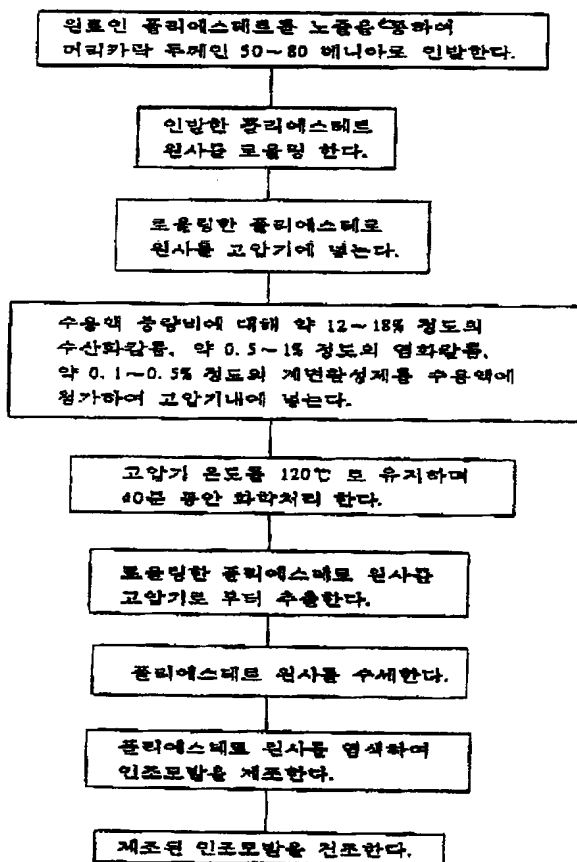 원료인 폴리에스테르를 노즐을 통하여
머리카락 두께인 50~80 데니아로 인발한다.
인발한 폴리에스테르
원사를 로울링 한다.
로울링한 폴리에스테르
원사를 고압기에 넣는다.
수용액 중량비에 대해 약 12~18% 정도의
수산화칼륨, 약 0.5~1% 정도의 염화칼륨,
약 0.1~0.5% 정도의 계면활성제를 수용액에
첨가하여 고압기내에 넣는다.
고압기 온도를 120℃ 로 유지하며
40분 동안 화학처리 한다.
로울링한 폴리에스테르 원사를
고압기로 부터 추출한다.
폴리에스테르 원사를 수세한다.
폴리에스테르 원사를 염색하여
인조모발을 제조한다.
제조된 인조모발을 건조한다.